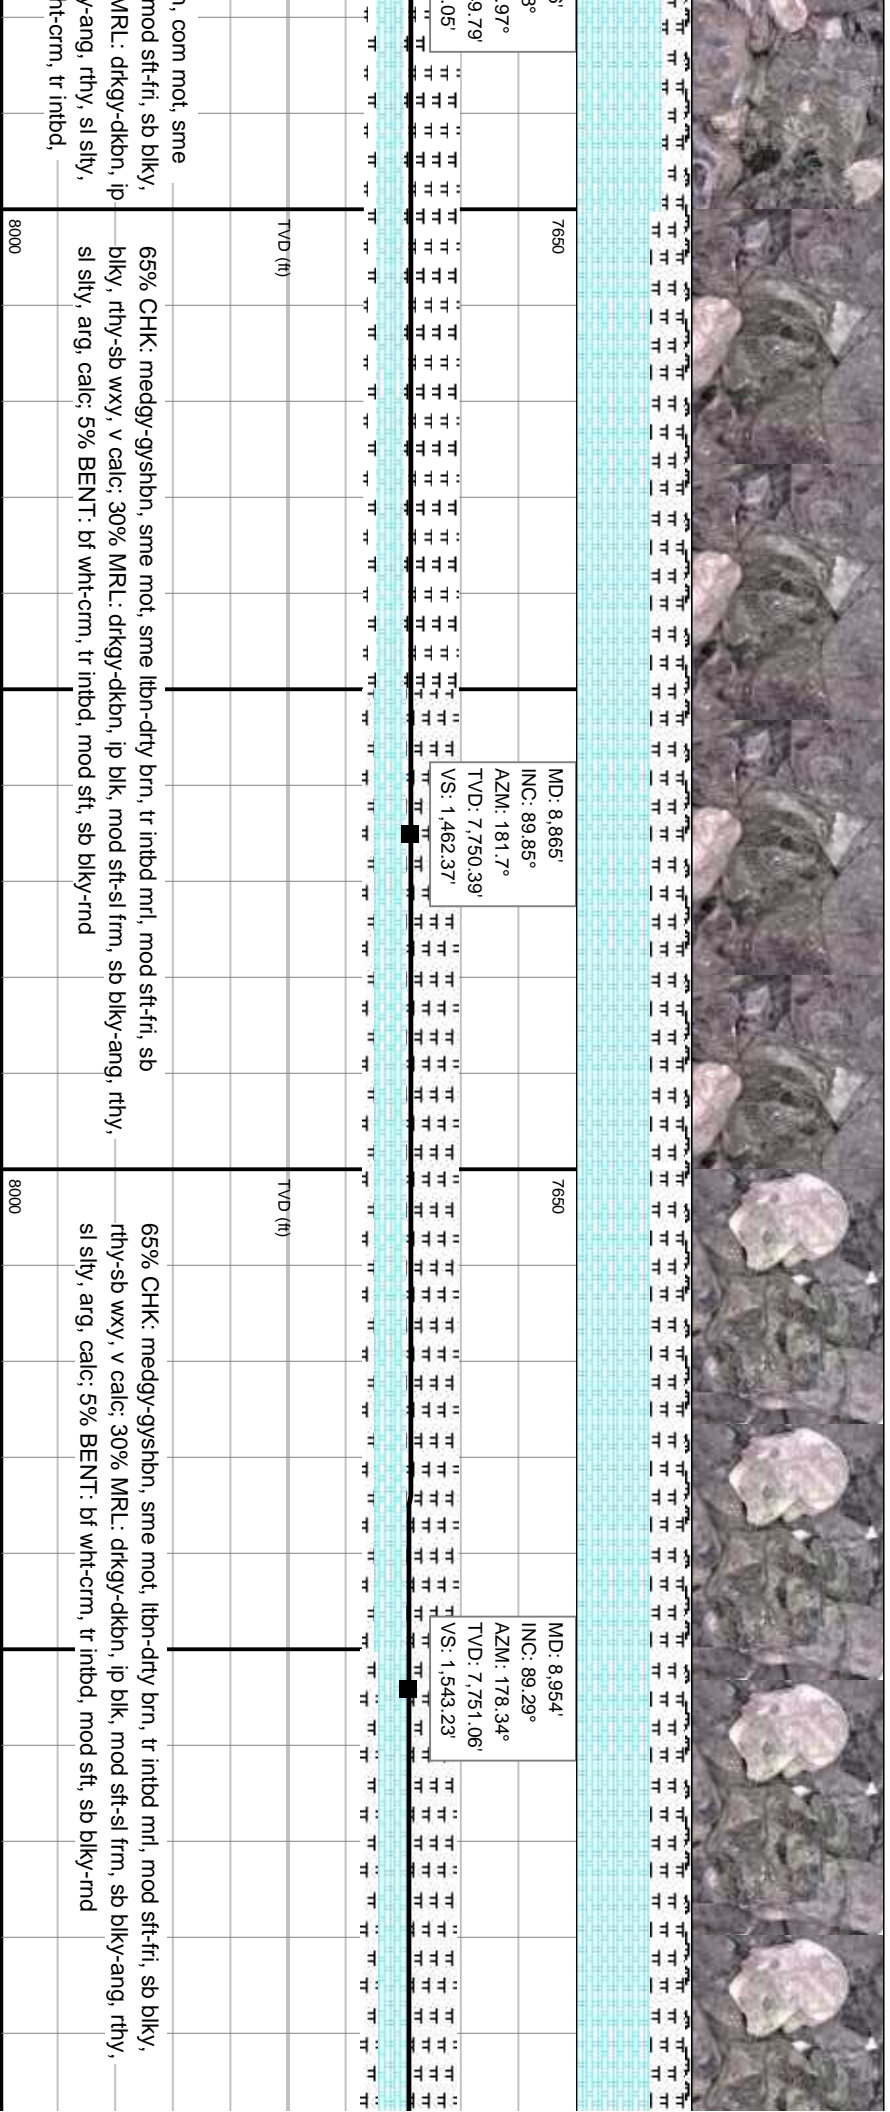 .05'
9.79'
.97°
n, com mot, sme
mod sft-fri, sb blky,
MRL: drkgy-dkbn, ip
y-ang, rthy, sl slty,
ht-crm, tr intbd,
7650
TVD (ft)
8000
65% CHK: medgy-gyshbn, sme mot, sme ltbn-drty brn, tr intbd mrl, mod sft-fri, sb
blky, rthy-sb wxy, v calc; 30% MRL: drkgy-dkbn, ip blk, mod sft-sl frm, sb blky-ang, rthy,
sl slty, arg, calc; 5% BENT: bf wht-crm, tr intbd, mod sft, sb blky-rnd
MD: 8,865'
INC: 89.85°
AZM: 181.7°
TVD: 7,750.39'
VS: 1,462.37'
7650
TVD (ft)
8000
65% CHK: medgy-gyshbn, sme mot, ltbn-drty brn, tr intbd mrl, mod sft-fri, sb blky,
rthy-sb wxy, v calc; 30% MRL: drkgy-dkbn, ip blk, mod sft-sl frm, sb blky-ang, rthy,
sl slty, arg, calc; 5% BENT: bf wht-crm, tr intbd, mod sft, sb blky-rnd
MD: 8,954'
INC: 89.29°
AZM: 178.34°
TVD: 7,751.06'
VS: 1,543.23'